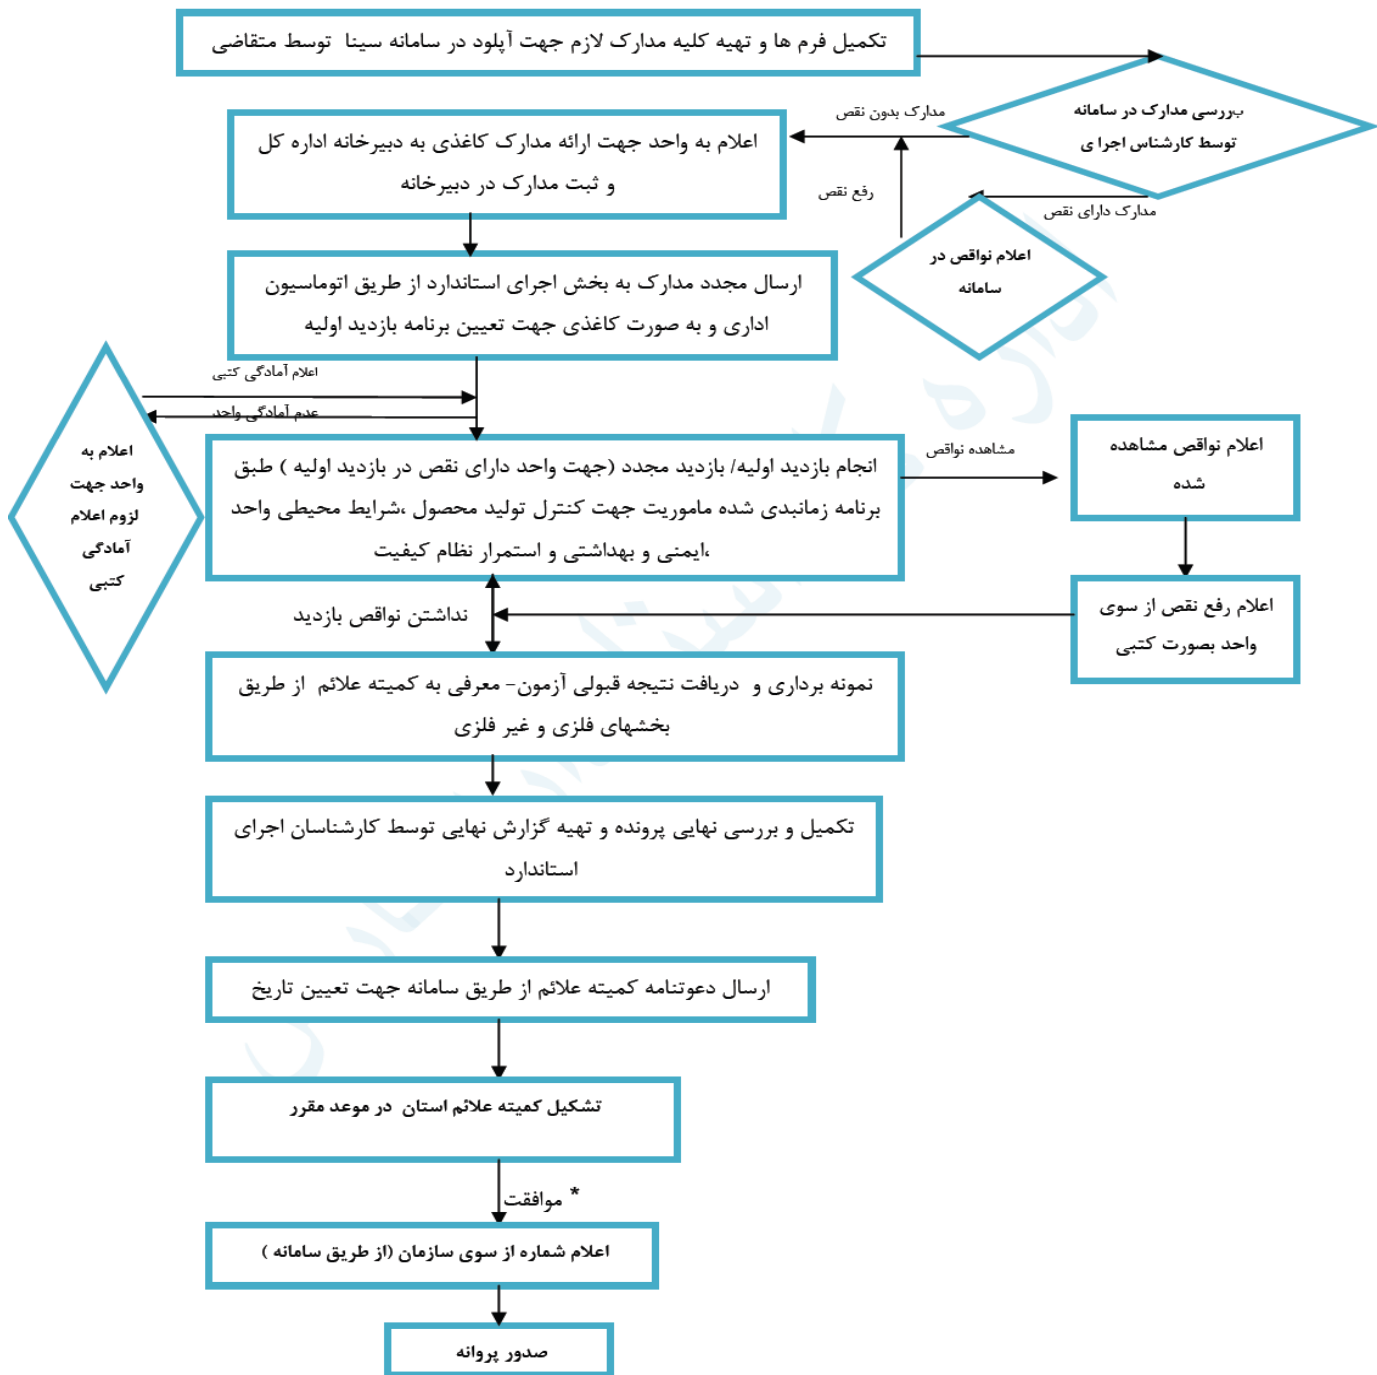 تکمیل فرم ها و تهیه کلیه مدارک لازم جهت آپلود در سامانه سینا توسط متقاضی
بررسی مدارک در سامانه
توسط کارشناس اجرا ی
مدارک بدون نقص
اعلام به واحد جهت ارائه مدارک کاغذی به دبیرخانه اداره کل
و ثبت مدارک در دبیرخانه
رفع نقص
مدارک دارای نقص
اعلام نواقص در
سامانه
ارسال مجدد مدارک به بخش اجرای استاندارد از طریق اتوماسیون
اداری و به صورت کاغذی جهت تعیین برنامه بازدید اولیه
اعلام آمادگی کتبی
عدم آمادگی واحد
اعلام به
واحد جهت
لزوم اعلام
آمادگی
کتبی
انجام بازدید اولیه/ بازدید مجدد (جهت واحد دارای نقص در بازدید اولیه ) طبق
برنامه زمانبدی شده ماموریت جهت کنترل تولید محصول ،شرایط محیطی واحد
،ایمنی و بهداشتی و استمرار نظام کیفیت
مشاهده نواقص
اعلام نواقص مشاهده
شده
اعلام رفع نقص از سوی
واحد بصورت کتبی
نداشتن نواقص بازدید
نمونه برداری و دریافت نتیجه قبولی آزمون- معرفی به کمیته علائم از طریق
بخشهای فلزی و غیر فلزی
تکمیل و بررسی نهایی پرونده و تهیه گزارش نهایی توسط کارشناسان اجرای
استاندارد
ارسال دعوتنامه کمیته علائم از طریق سامانه جهت تعیین تاریخ
تشکیل کمیته علائم استان در موعد مقرر
* موافقت
اعلام شماره از سوی سازمان (از طریق سامانه )
صدور پروانه